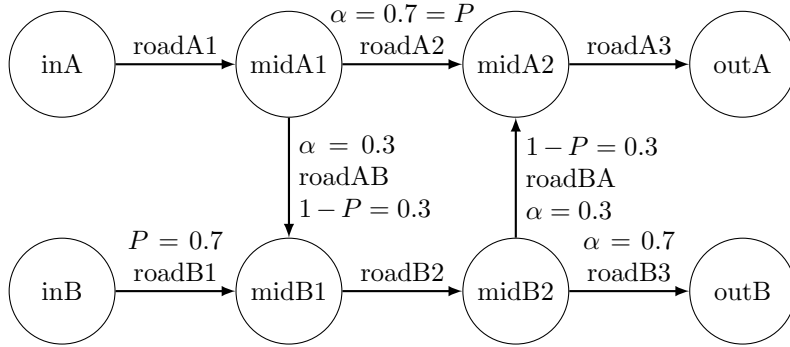 α = 0.7 = P
inA roadA1 midA1 roadA2 midA2 roadA3 outA
α = 0.3
roadAB
1 − P = 0.3
1 − P = 0.3
roadBA
α = 0.3
P = 0.7
α = 0.7
inB roadB1 midB1 roadB2 midB2 roadB3 outB